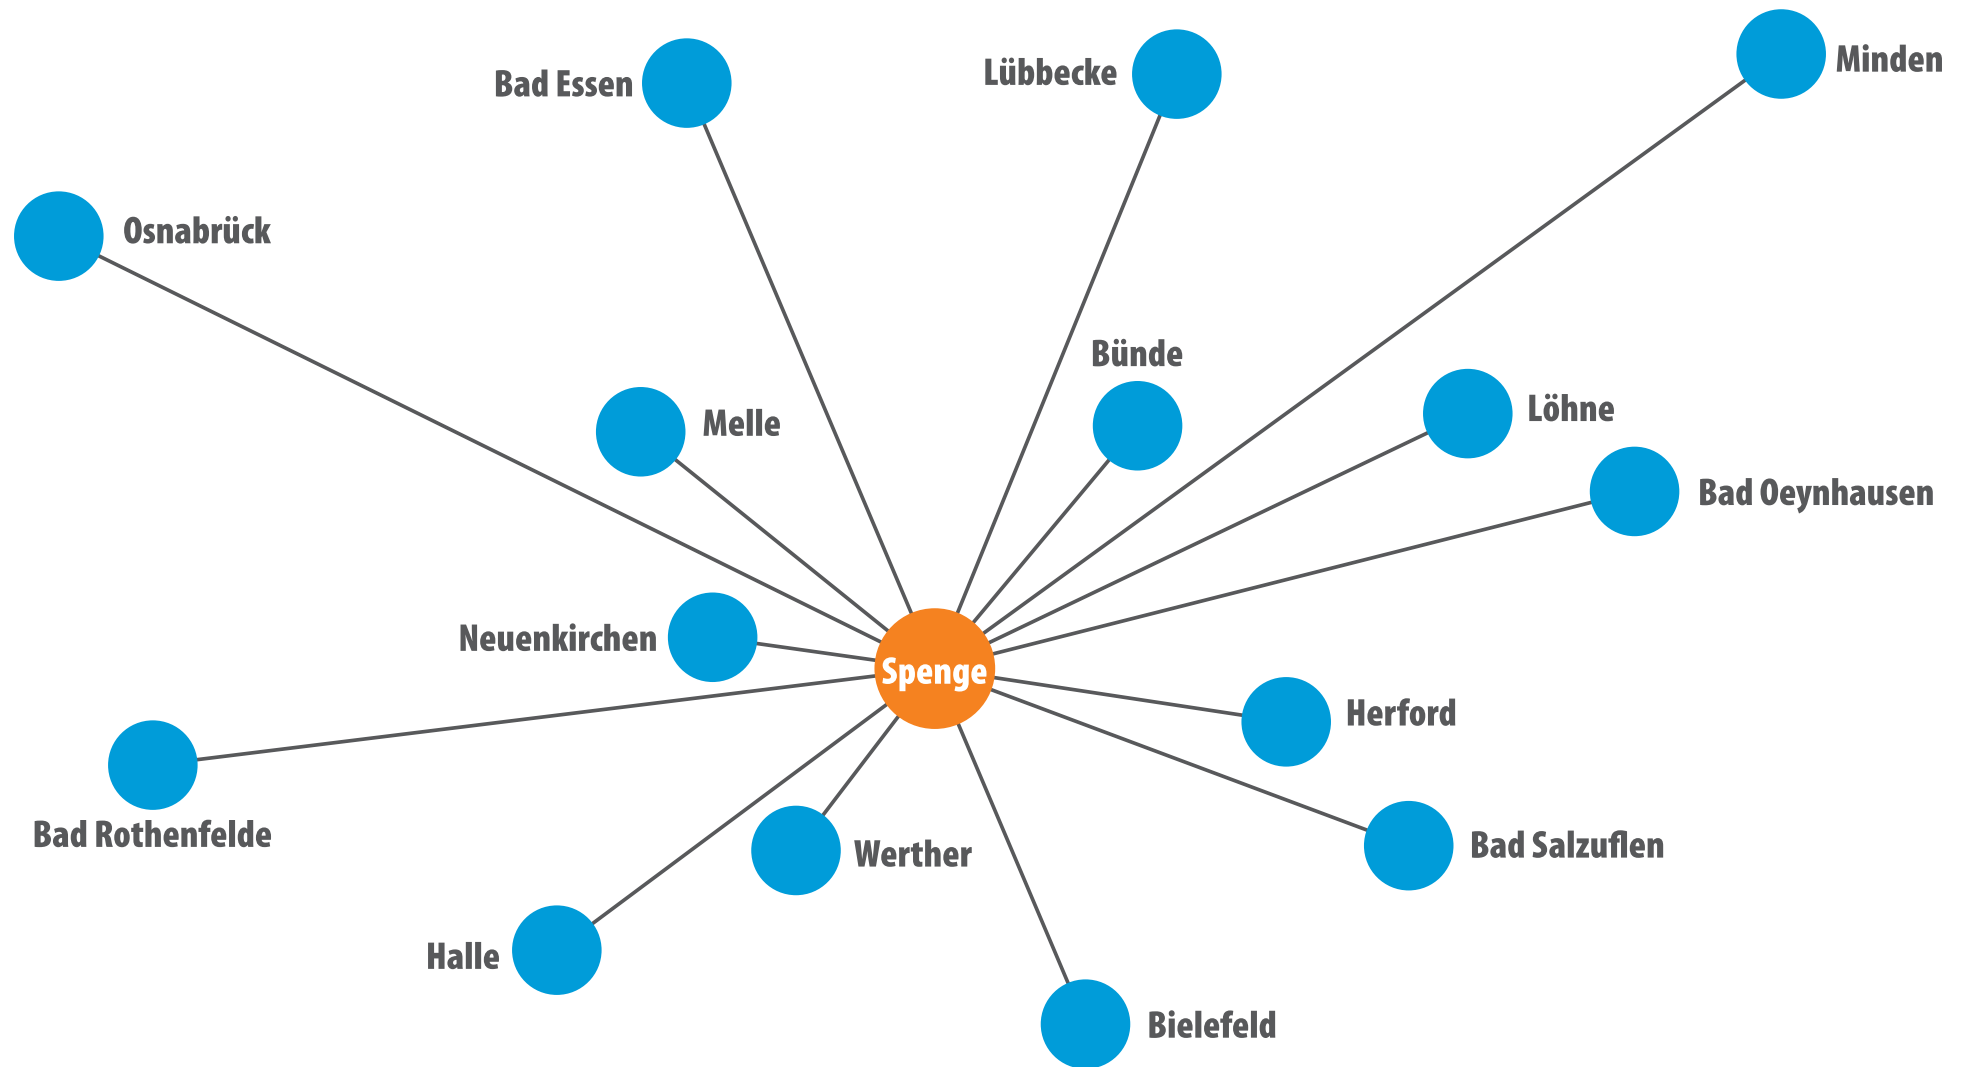 Minden
Lübbecke
Bad Essen
Osnabrück
Bünde
Löhne
Melle
Bad Oeynhausen
Neuenkirchen
Spenge
Herford
Bad Rothenfelde
Bad Salzuflen
Werther
Halle
Bielefeld